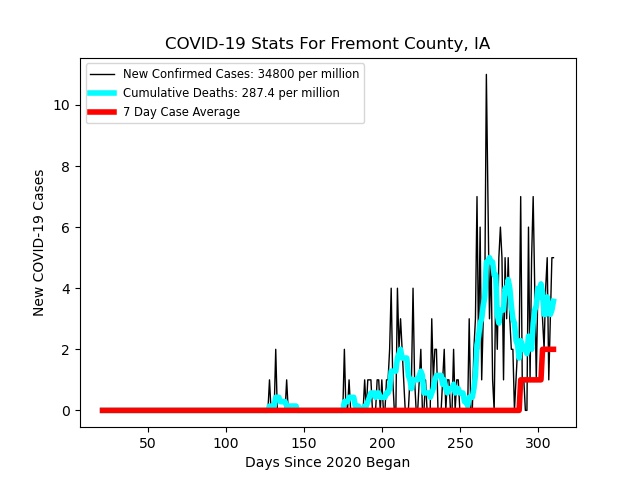 COVID-19 Stats For Fremont County, IA
New Confirmed Cases: 34800 per million
Cumulative Deaths: 287.4 per million
7 Day Case Average
New COVID-19 Cases
10
8
6
4
2
0
50 100 150 200 250 300
Days Since 2020 Began